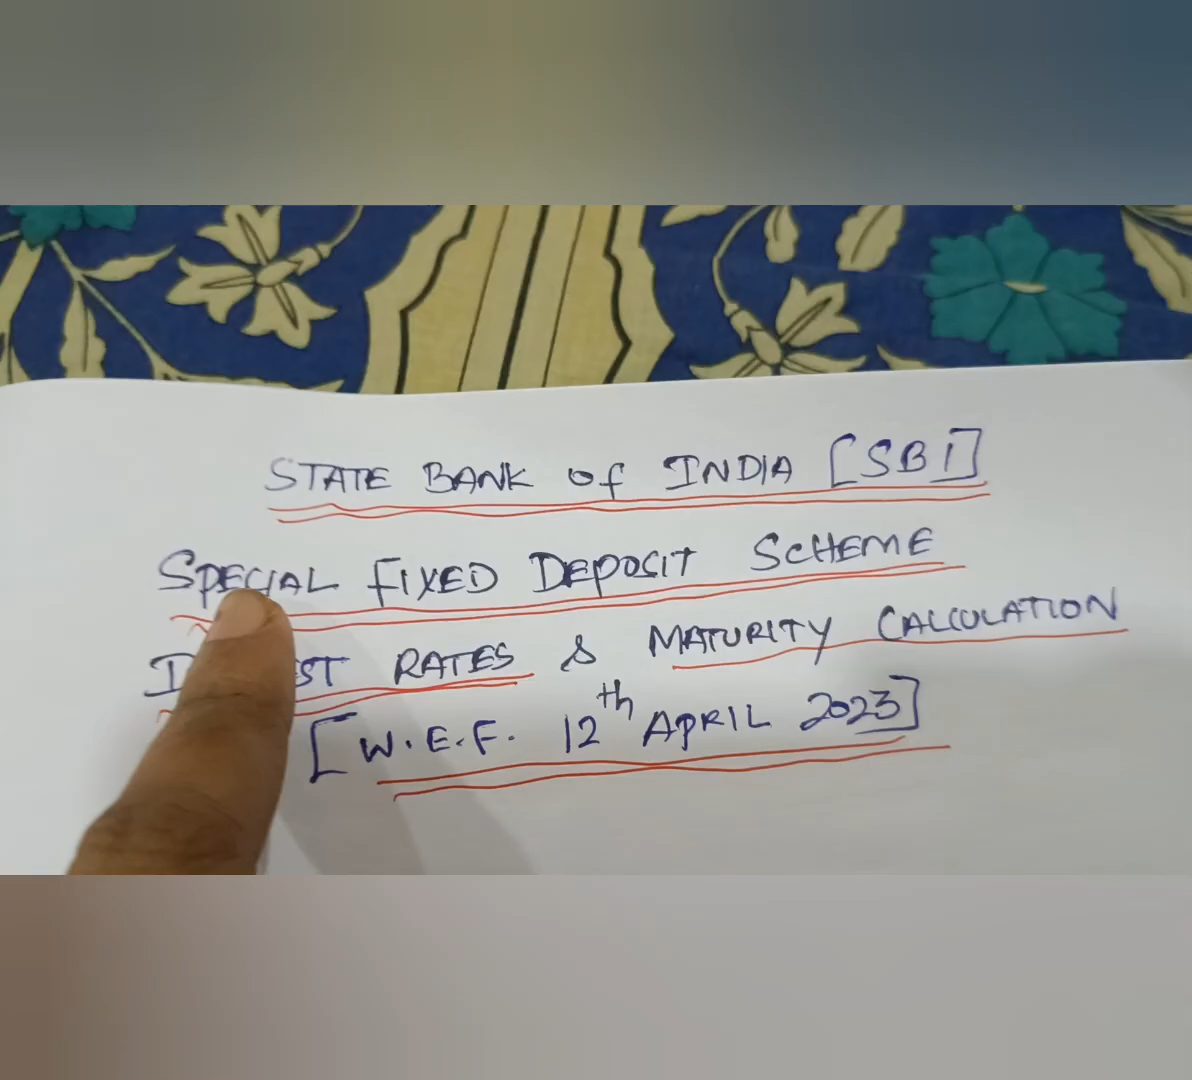 STATE BANK of INDIA [SBI]
SPECIAL FIXED DEPOSIT SCHEME
RATES & MATURITY CALCULATION
[W.E.F. 12th APRIL 2023]